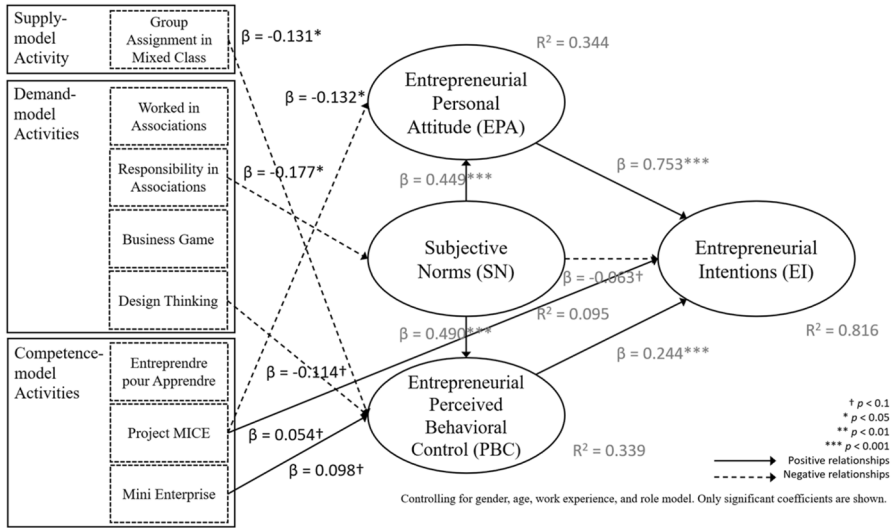 Supply-
model
Activity
Group
Assignment in
Mixed Class
Demand-
model
Activities
Worked in
Associations
Responsibility in
Associations
Business Game
Design Thinking
Competence-
model
Activities
Entreprendre
pour Apprendre
Project MICE
Mini Enterprise
β = -0.131*
β = -0.132*
β = -0.177*
β = -0.114†
β = 0.054†
β = 0.098†
R² = 0.344
Entrepreneurial
Personal
Attitude (EPA)
β = 0.449***
Subjective
Norms (SN)
β = 0.490***
Entrepreneurial
Perceived
Behavioral
Control (PBC)
R² = 0.339
β = 0.753***
β = -0.063†
R² = 0.095
β = 0.244***
Entrepreneurial
Intentions (EI)
R² = 0.816
† p < 0.1
* p < 0.05
** p < 0.01
*** p < 0.001
Positive relationships
Negative relationships
Controlling for gender, age, work experience, and role model. Only significant coefficients are shown.